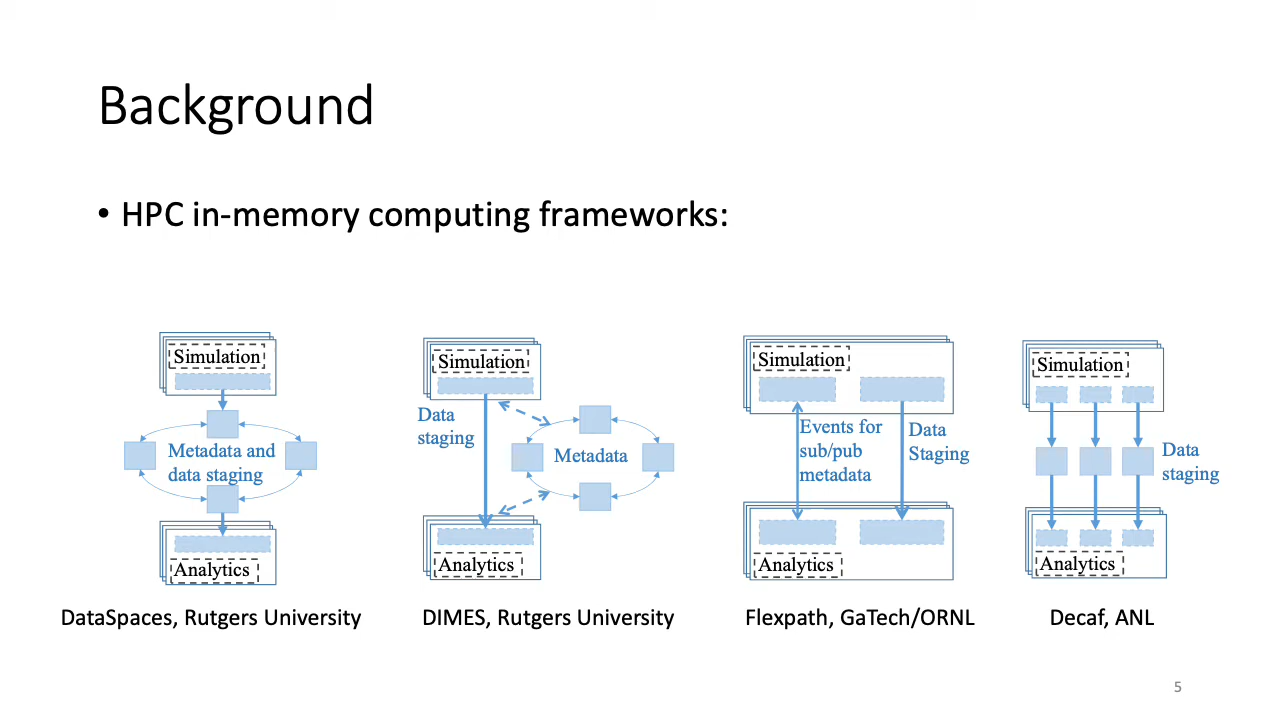 Background
• HPC in-memory computing frameworks:
Simulation
Metadata and
data staging
Analytics
DataSpaces, Rutgers University
Simulation
Data
staging
Metadata
Analytics
DIMES, Rutgers University
Simulation
Events for
sub/pub
metadata
Data
Staging
Analytics
Flexpath, GaTech/ORNL
Simulation
Data
staging
Analytics
Decaf, ANL
5